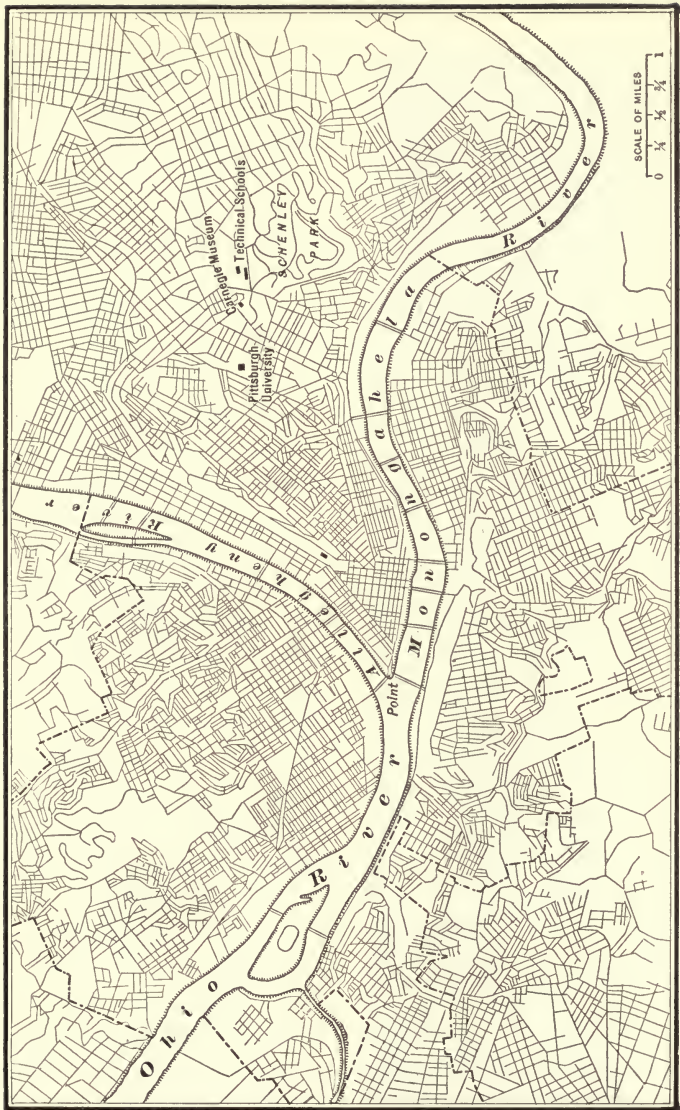 Ohio River
Allegheny River
Monongahela River
Point
Pittsburgh
University
Carnegie Museum
Technical Schools
SCHENLEY
PARK
SCALE OF MILES
0 ¼ ½ ¾ 1